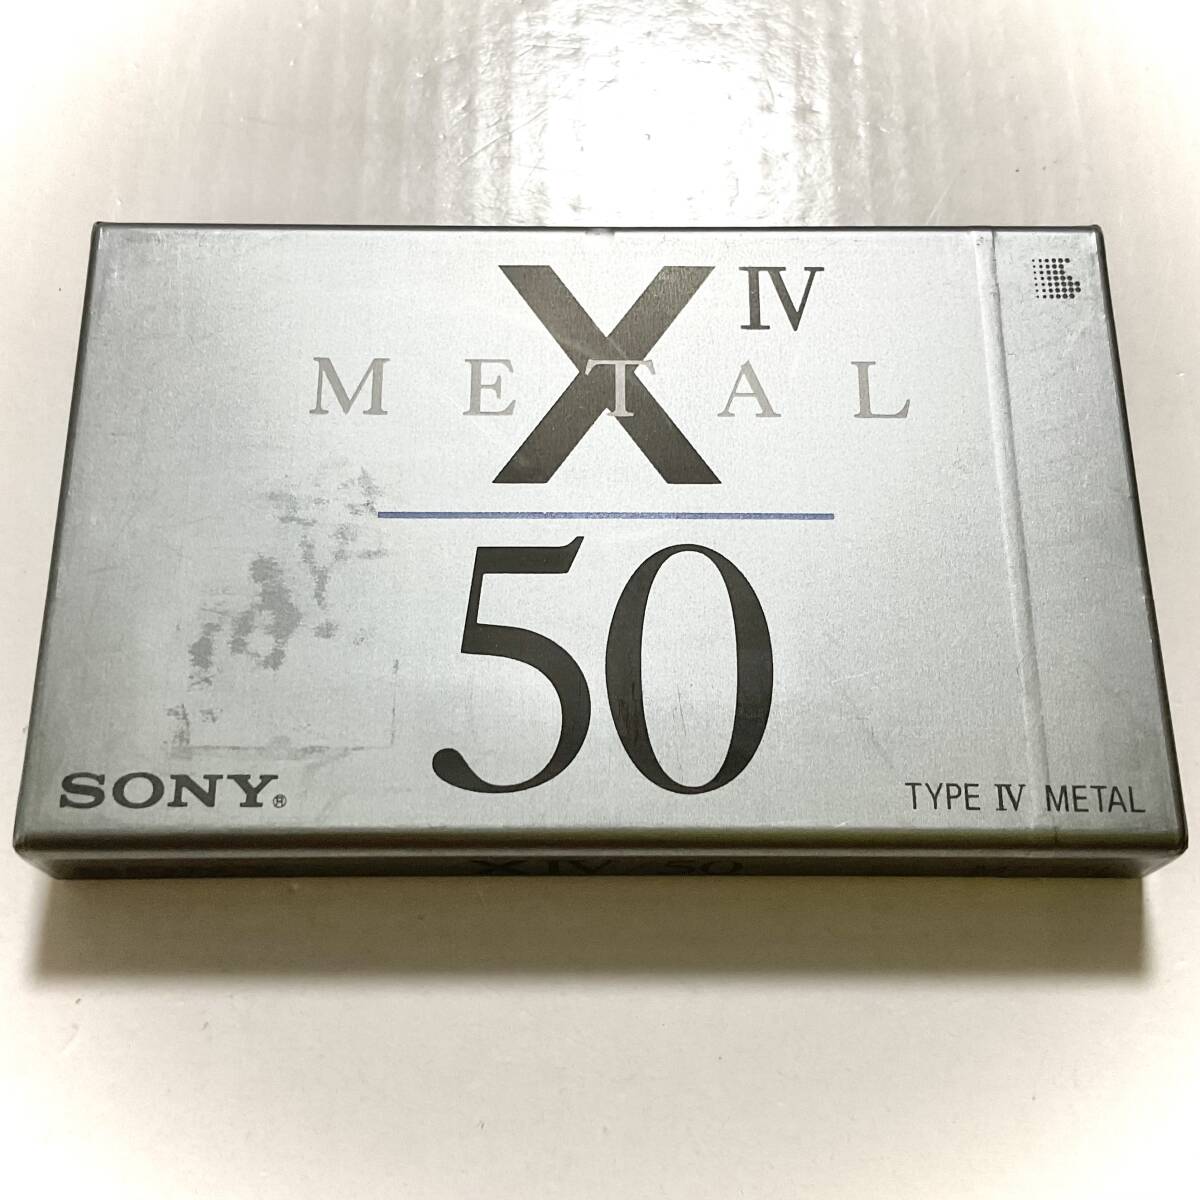 X IV
METAL
50
SONY®
TYPE IV METAL
X IV 50